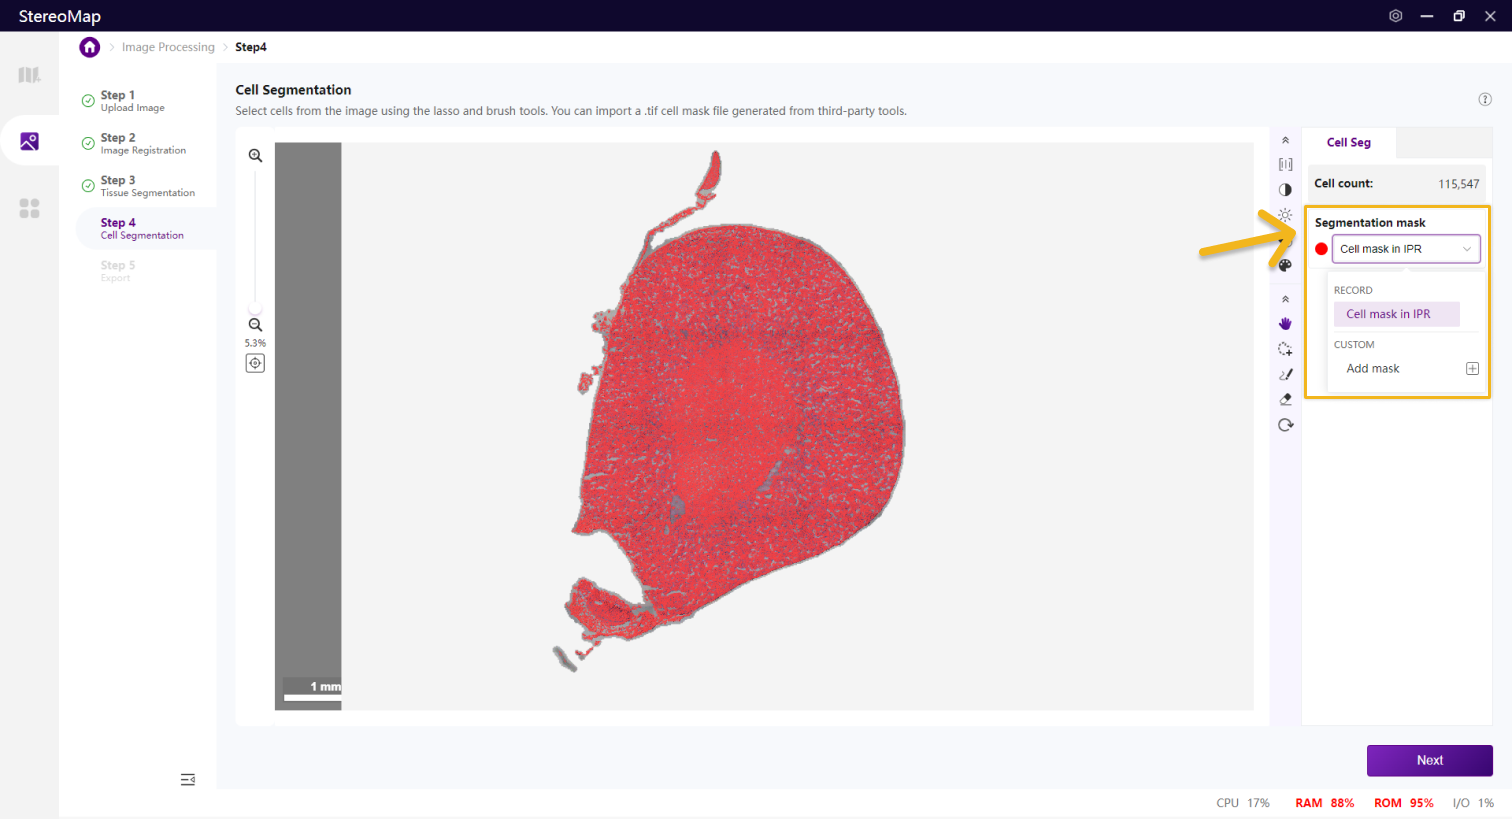 StereoMap
Image Processing
Step4
Step 1
Upload Image
Step 2
Image Registration
Step 3
Tissue Segmentation
Step 4
Cell Segmentation
Step 5
Export
Cell Segmentation
Select cells from the image using the lasso and brush tools. You can import a .tif cell mask file generated from third-party tools.
5.3%
1 mm
Cell Seg
Cell count: 115,547
Segmentation mask
Cell mask in IPR
RECORD
Cell mask in IPR
CUSTOM
Add mask
Next
CPU 17% RAM 88% ROM 95% I/O 1%